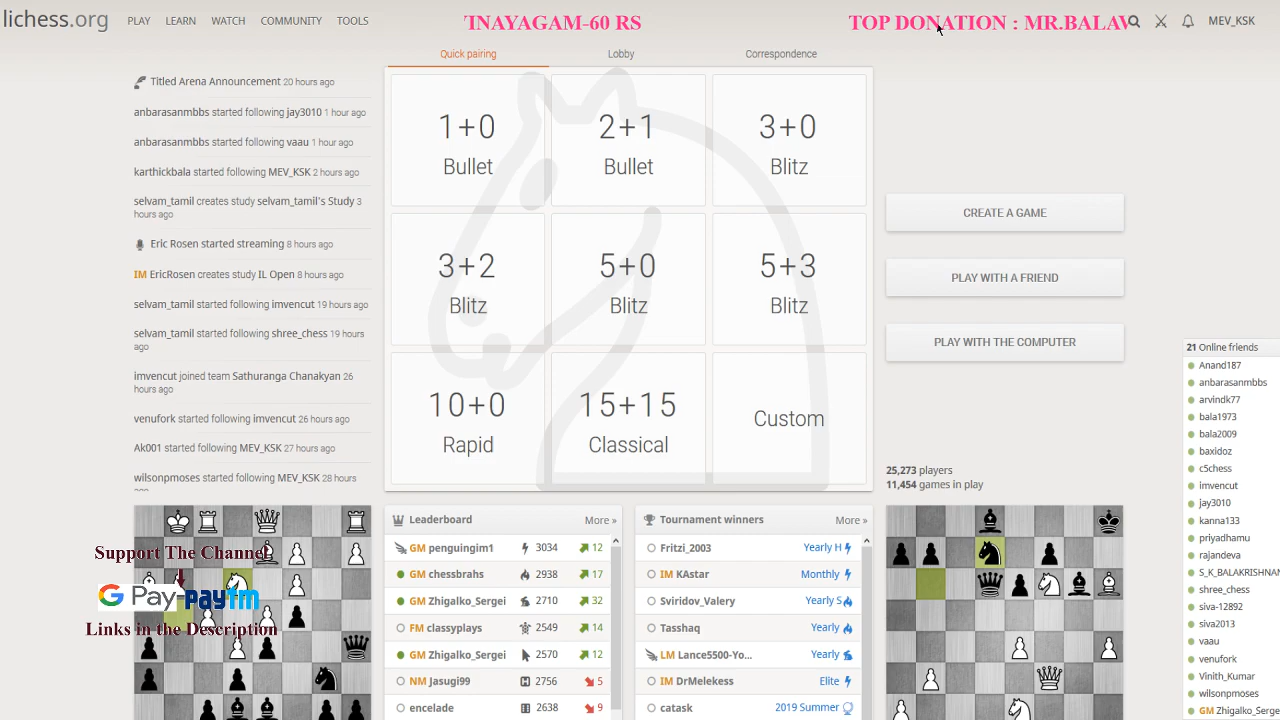 lichess.org PLAY LEARN WATCH COMMUNITY TOOLS MEV_KSK
TINAYAGAM-60 RS
TOP DONATION : MR.BALAV
Quick pairing Lobby Correspondence
Titled Arena Announcement 20 hours ago
anbarasanmbbs started following jay3010 1 hour ago
anbarasanmbbs started following vaau 1 hour ago
karthickbala started following MEV_KSK 2 hours ago
selvam_tamil creates study selvam_tamil's Study 3
hours ago
Eric Rosen started streaming 8 hours ago
IM EricRosen creates study IL Open 8 hours ago
selvam_tamil started following imvencut 19 hours ago
selvam_tamil started following shree_chess 19 hours
ago
imvencut joined team Sathuranga Chanakyan 26
hours ago
venufork started following imvencut 26 hours ago
Ak001 started following MEV_KSK 27 hours ago
wilsonpmoses started following MEV_KSK 28 hours
1+0
Bullet
2+1
Bullet
3+0
Blitz
3+2
Blitz
5+0
Blitz
5+3
Blitz
10+0
Rapid
15+15
Classical
Custom
CREATE A GAME
PLAY WITH A FRIEND
PLAY WITH THE COMPUTER
25,273 players
11,454 games in play
21 Online friends
Anand187
anbarasanmbbs
arvindk77
bala1973
bala2009
baxidoz
c5chess
imvencut
jay3010
kanna133
priyadhamu
rajandeva
S_K_BALAKRISHNAN
shree_chess
siva-12892
siva2013
vaau
venufork
Vinith_Kumar
wilsonpmoses
GM Zhigalko_Sergei
Support The Channel
G Pay-Paytm
Links in the Description
Leaderboard More »
GM penguingim1 3034 12
GM chessbrahs 2938 17
GM Zhigalko_Sergei 2710 32
FM classyplays 2549 14
GM Zhigalko_Sergei 2570 12
NM Jasugi99 2756 5
encelade 2638 9
Tournament winners More »
Fritzi_2003 Yearly H
IM KAstar Monthly
Sviridov_Valery Yearly S
Tasshaq Yearly
LM Lance5500-Yo... Yearly
IM DrMelekess Elite
catask 2019 Summer